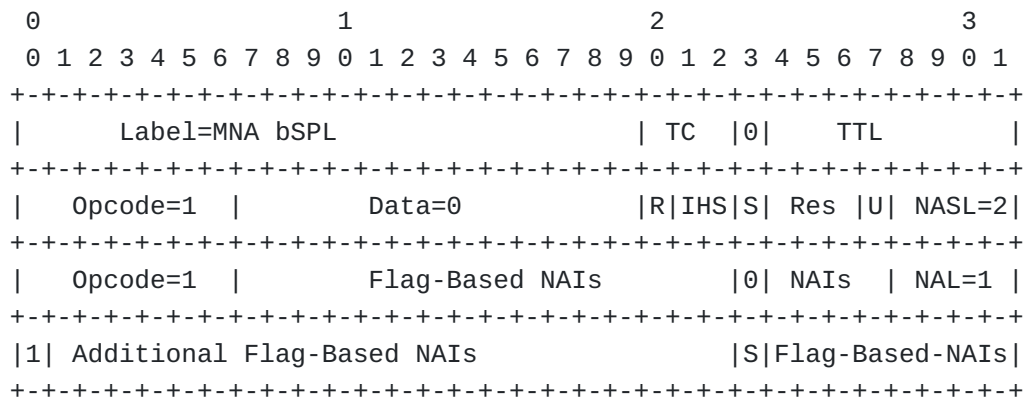 0                   1                   2                   3
 0 1 2 3 4 5 6 7 8 9 0 1 2 3 4 5 6 7 8 9 0 1 2 3 4 5 6 7 8 9 0 1
+-+-+-+-+-+-+-+-+-+-+-+-+-+-+-+-+-+-+-+-+-+-+-+-+-+-+-+-+-+-+-+-+
|      Label=MNA bSPL                   | TC  |0|    TTL        |
+-+-+-+-+-+-+-+-+-+-+-+-+-+-+-+-+-+-+-+-+-+-+-+-+-+-+-+-+-+-+-+-+
|   Opcode=1  |        Data=0           |R|IHS|S| Res |U| NASL=2|
+-+-+-+-+-+-+-+-+-+-+-+-+-+-+-+-+-+-+-+-+-+-+-+-+-+-+-+-+-+-+-+-+
|   Opcode=1  |        Flag-Based NAIs        |0| NAIs  | NAL=1 |
+-+-+-+-+-+-+-+-+-+-+-+-+-+-+-+-+-+-+-+-+-+-+-+-+-+-+-+-+-+-+-+-+
|1| Additional Flag-Based NAIs                |S|Flag-Based-NAIs|
+-+-+-+-+-+-+-+-+-+-+-+-+-+-+-+-+-+-+-+-+-+-+-+-+-+-+-+-+-+-+-+-+